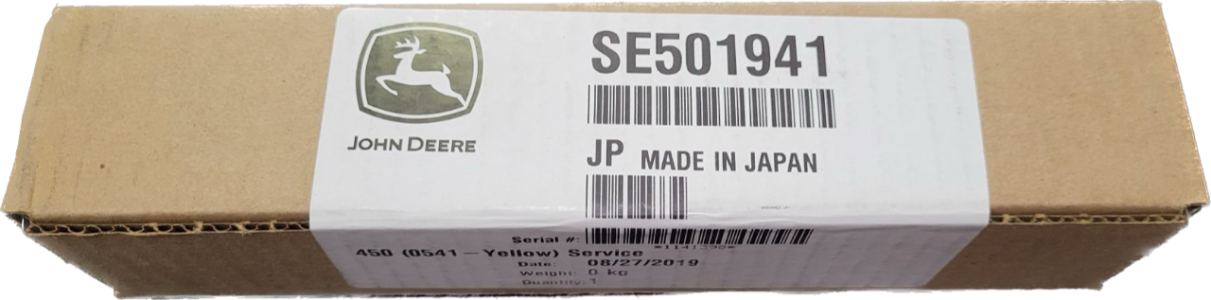 JOHN DEERE
SE501941
JP MADE IN JAPAN
Serial #:
450 (0541 - Yellow) Service
Date: 08/27/2019
Weight: 0 kg
Quantity: 1